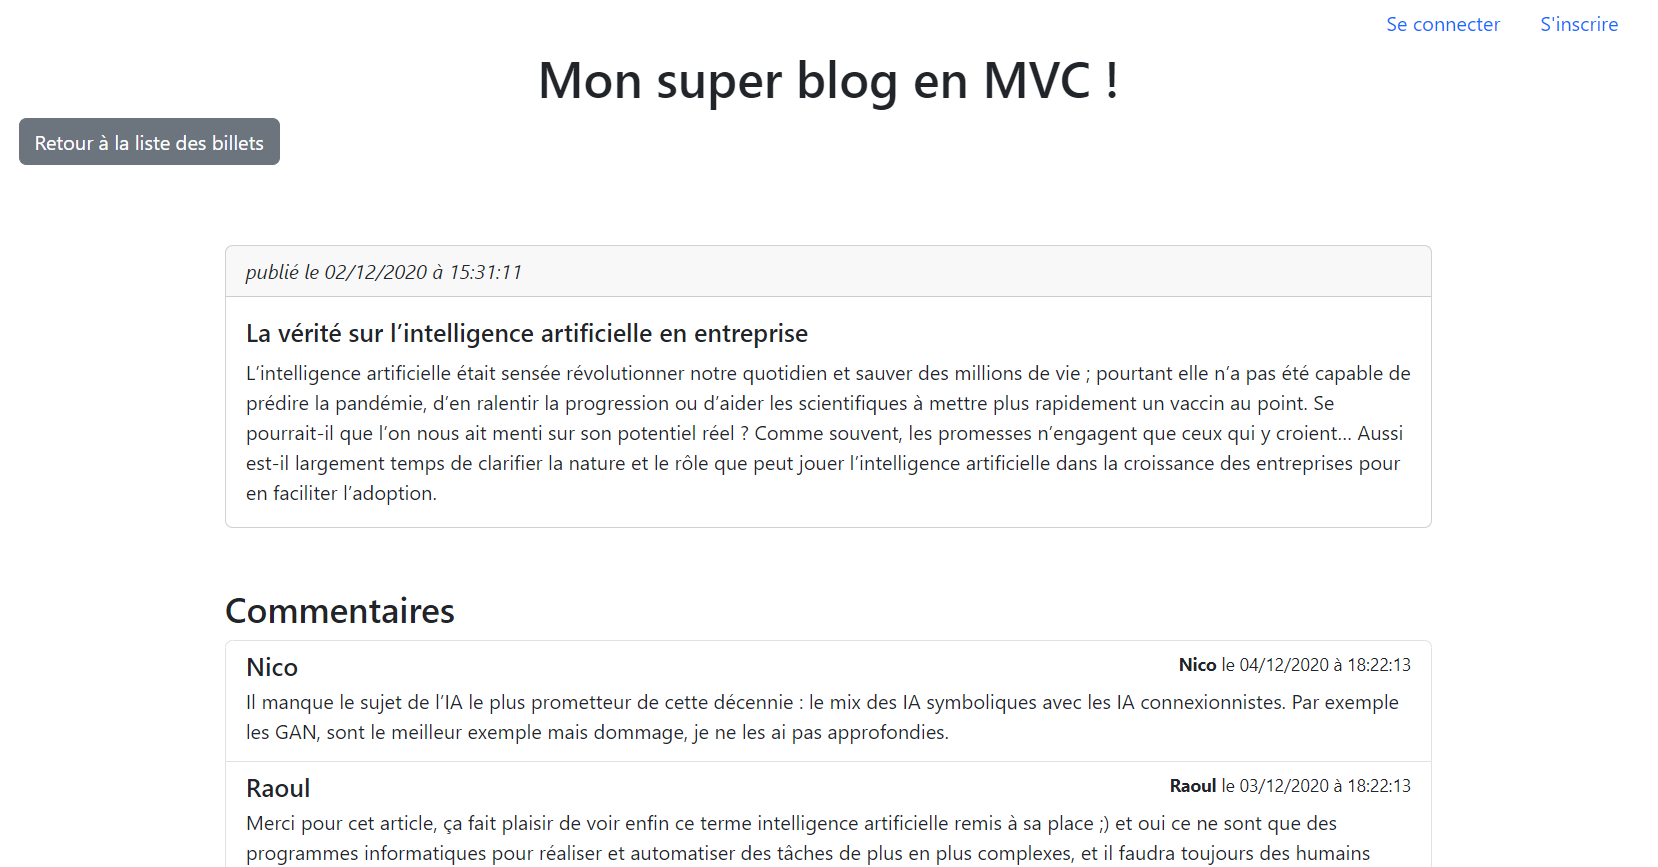 Se connecter S'inscrire
Mon super blog en MVC !
Retour à la liste des billets
publié le 02/12/2020 à 15:31:11
La vérité sur l’intelligence artificielle en entreprise
L’intelligence artificielle était sensée révolutionner notre quotidien et sauver des millions de vie ; pourtant elle n’a pas été capable de
prédire la pandémie, d’en ralentir la progression ou d’aider les scientifiques à mettre plus rapidement un vaccin au point. Se
pourrait-il que l’on nous ait menti sur son potentiel réel ? Comme souvent, les promesses n’engagent que ceux qui y croient… Aussi
est-il largement temps de clarifier la nature et le rôle que peut jouer l’intelligence artificielle dans la croissance des entreprises pour
en faciliter l’adoption.
Commentaires
Nico Nico le 04/12/2020 à 18:22:13
Il manque le sujet de l’IA le plus prometteur de cette décennie : le mix des IA symboliques avec les IA connexionnistes. Par exemple
les GAN, sont le meilleur exemple mais dommage, je ne les ai pas approfondies.
Raoul Raoul le 03/12/2020 à 18:22:13
Merci pour cet article, ça fait plaisir de voir enfin ce terme intelligence artificielle remis à sa place ;) et oui ce ne sont que des
programmes informatiques pour réaliser et automatiser des tâches de plus en plus complexes, et il faudra toujours des humains